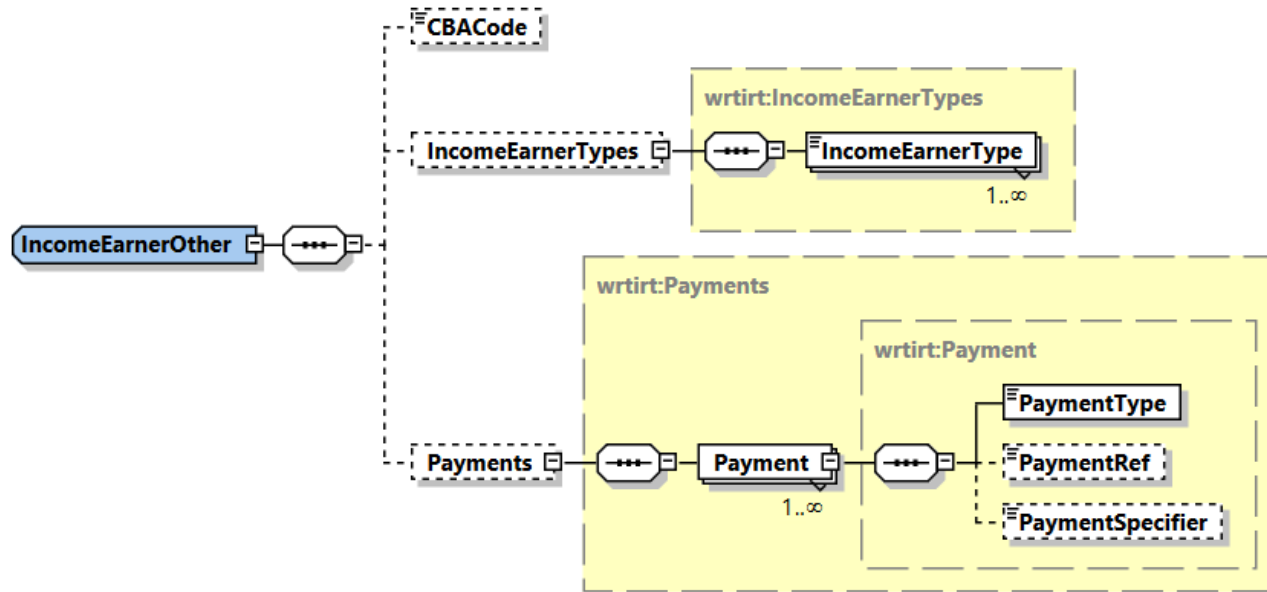 CBACode
wrtirt:IncomeEarnerTypes
IncomeEarnerTypes
IncomeEarnerType
1..∞
IncomeEarnerOther
wrtirt:Payments
wrtirt:Payment
PaymentType
Payments
Payment
1..∞
PaymentRef
PaymentSpecifier